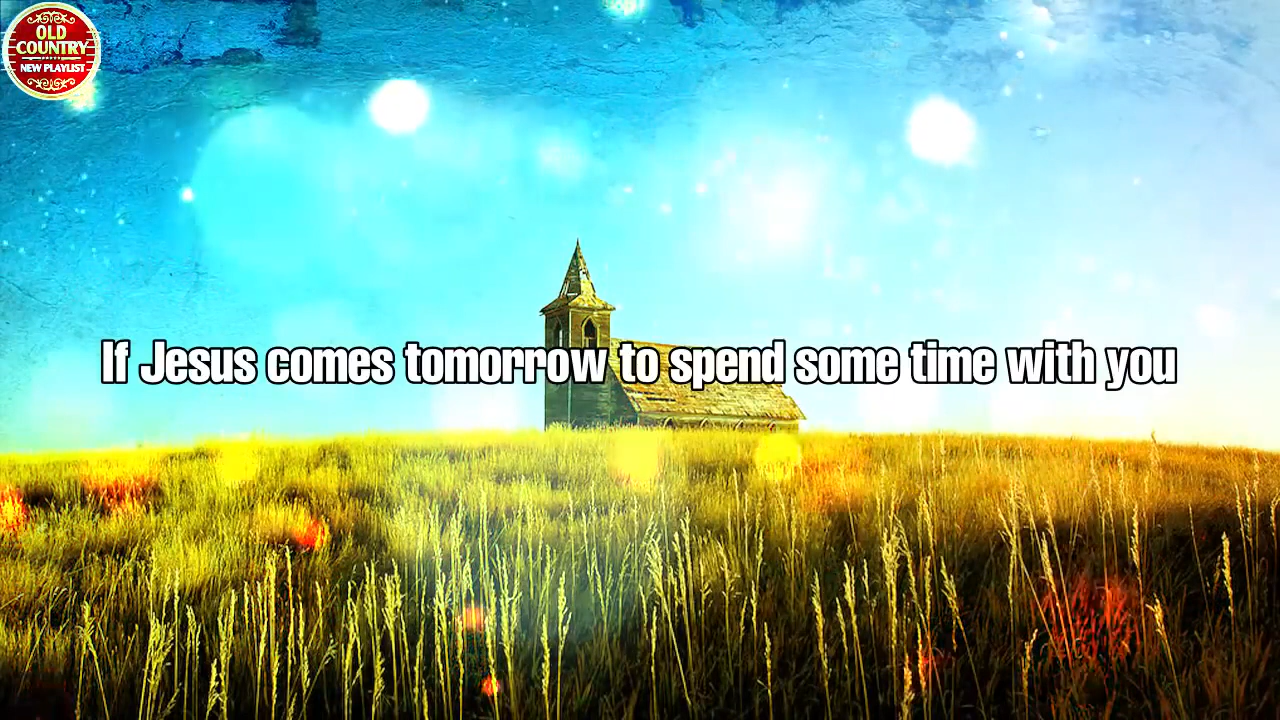 OLD
COUNTRY
NEW PLAYLIST
If Jesus comes tomorrow to spend some time with you